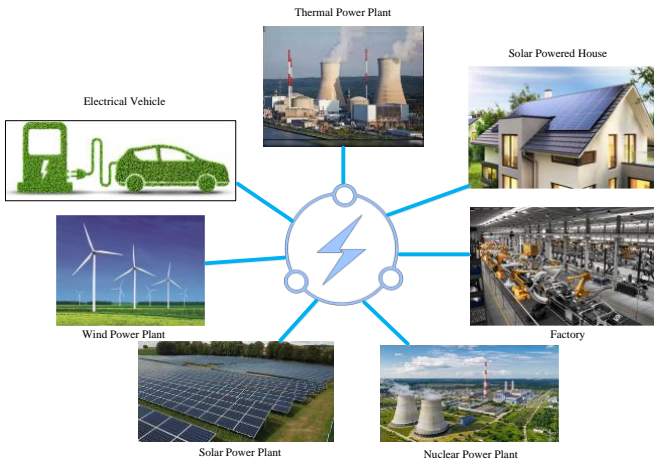 Thermal Power Plant
Solar Powered House
Electrical Vehicle
Wind Power Plant
Factory
Solar Power Plant
Nuclear Power Plant